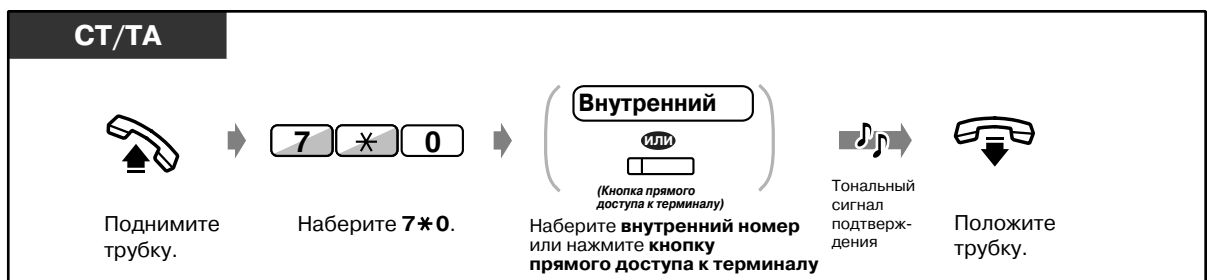 СТ/ТА
7 ✳ 0
Внутренний
или
(Кнопка прямого
доступа к терминалу)
Поднимите
трубку.
Наберите 7✳0.
Наберите внутренний номер
или нажмите кнопку
прямого доступа к терминалу
Тональный
сигнал
подтверж-
дения
Положите
трубку.